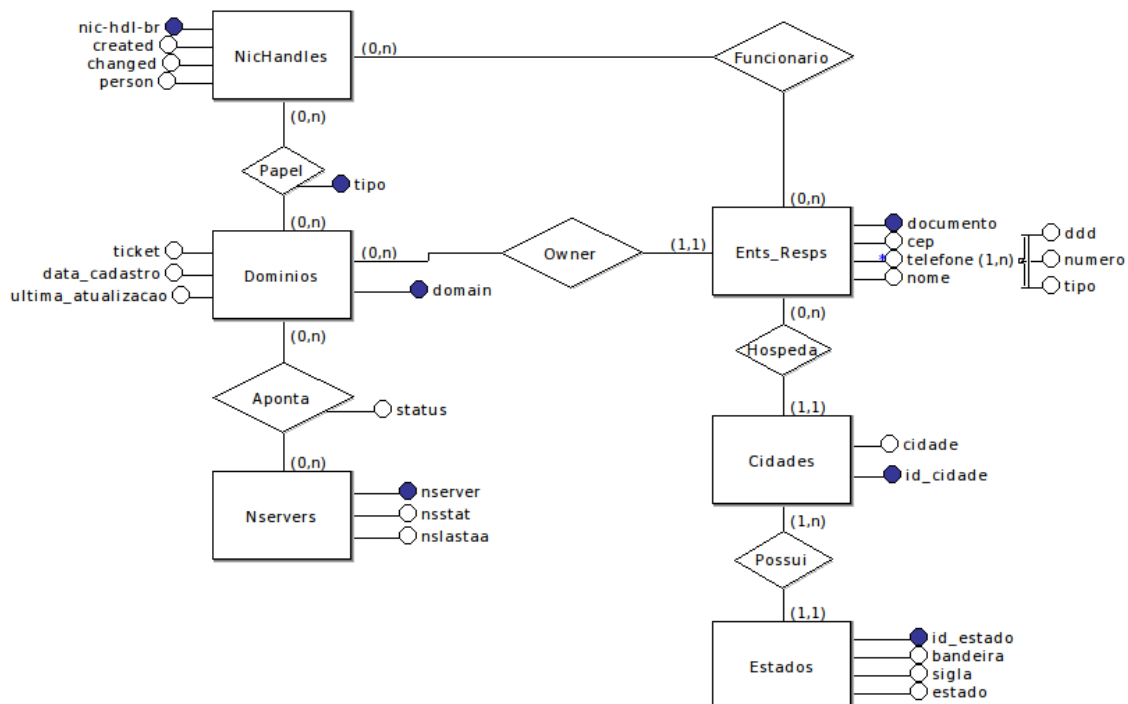 nic-hdl-br
created
changed
person
NicHandles
(0,n)
Funcionario
(0,n)
Papel
tipo
(0,n)
(0,n)
ticket
data_cadastro
ultima_atualizacao
Dominios
(0,n)
domain
Owner
(1,1)
Ents_Resps
documento
cep
*telefone (1,n)
nome
ddd
numero
tipo
(0,n)
(0,n)
Hospeda
Aponta
status
(1,1)
(0,n)
Cidades
cidade
id_cidade
Nservers
nserver
nsstat
nslastaa
(1,n)
Possui
(1,1)
Estados
id_estado
bandeira
sigla
estado